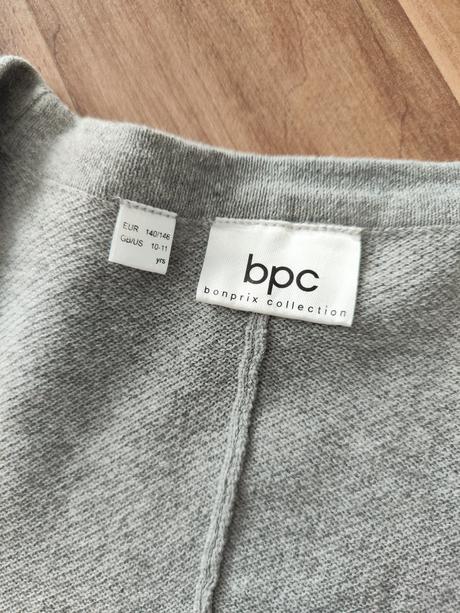 EUR 140/146
GB/US 10-11
yrs
bpc
bonprix collection